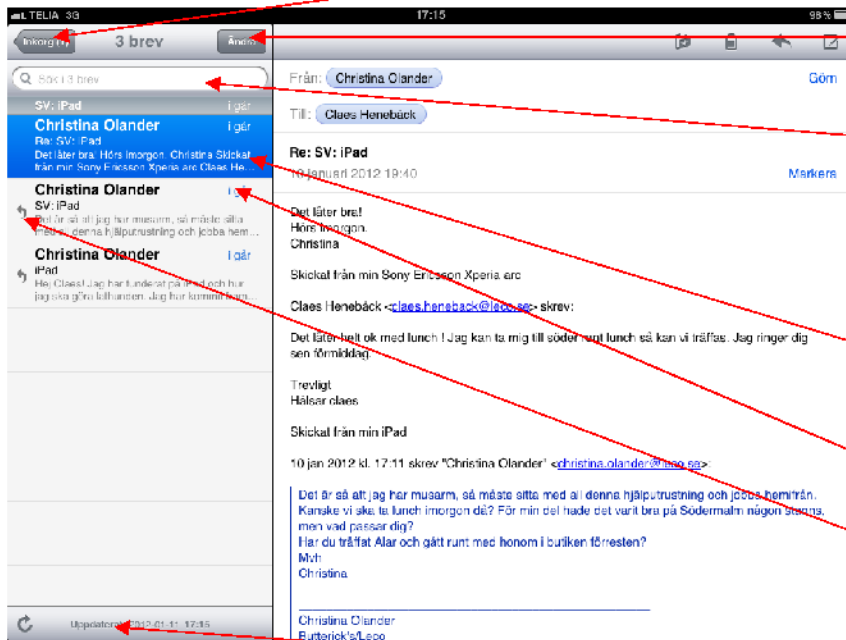 TELIA 3G
17:15
98 %
Inkorg
3 brev
Ändra
Sök i 3 brev
SV: iPad i går
Christina Olander i går
Re: SV: iPad
Det låter bra! Hörs imorgon. Christina Skickat
från min Sony Ericsson Xperia arc Claes He...
Christina Olander i går
SV: iPad
Det är så att jag har musarm, så måste sitta
med all denna hjälputrustning och jobba hem...
Christina Olander i går
iPad
Hej Claes! Jag har funderat på iPad och hur
jag ska göra
Uppdaterat 2012-01-11 17:15
Från: Christina Olander
Göm
Till: Claes Henebäck
Re: SV: iPad
10 januari 2012 19:40
Markera
Det låter bra!
Hörs imorgon.
Christina
Skickat från min Sony Ericsson Xperia arc
Claes Henebäck <claes.heneback@leco.se> skrev:
Det låter helt ok med lunch ! Jag kan ta mig till söder runt lunch så kan vi träffas. Jag ringer dig
sen förmiddag.
Trevligt
Hälsar claes
Skickat från min iPad
10 jan 2012 kl. 17:11 skrev "Christina Olander" <christina.olander@leco.se>:
Det är så att jag har musarm, så måste sitta med all denna hjälputrustning och jobba hemifrån.
Kanske vi ska ta lunch imorgon då? För min del hade det varit bra på Södermalm någon stanns,
men vad passar dig?
Har du träffat Alar och gått runt med honom i butiken förresten?
Mvh
Christina
Christina Olander
Butterick's/Leco